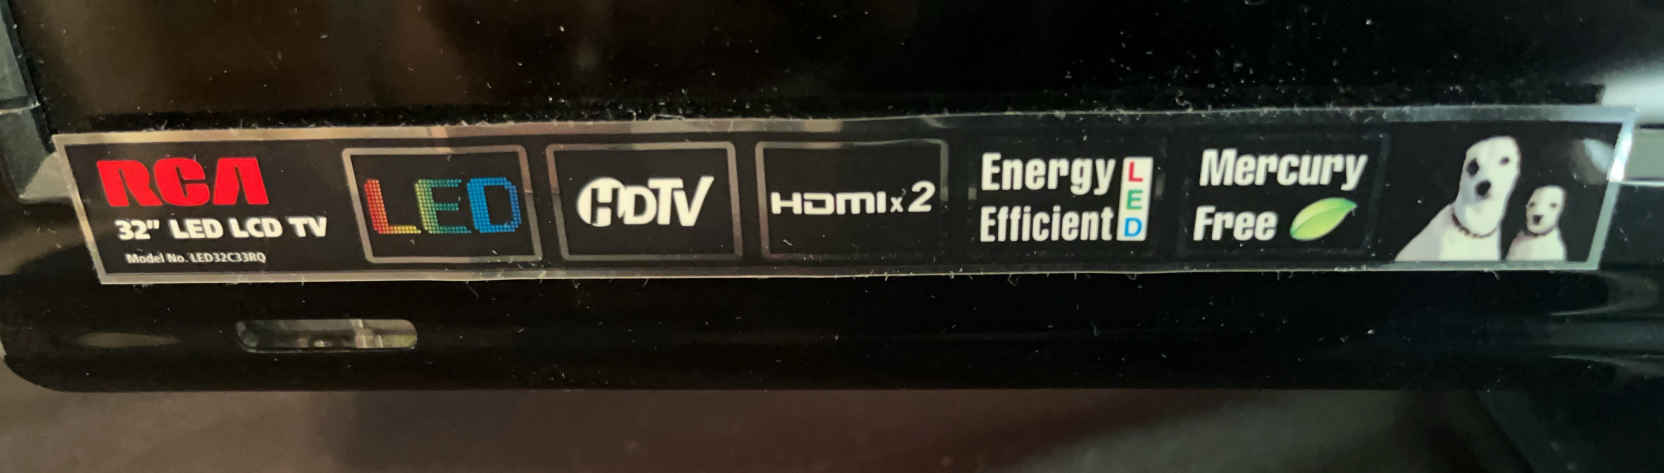 RCA
32" LED LCD TV
Model No. LED32C33RQ
LED
HDTV
HDMI x2
Energy
Efficient
LED
Mercury
Free